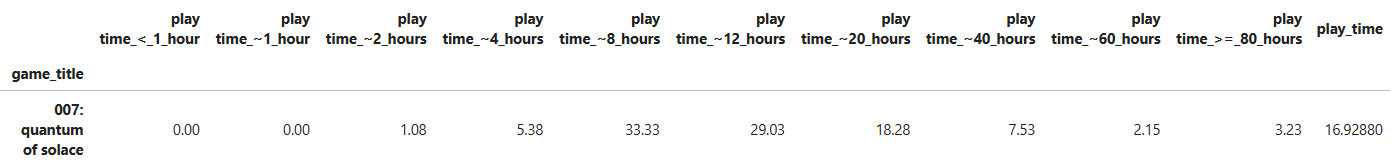 play play play play play play play play play play
time_<_1_hour time_~1_hour time_~2_hours time_~4_hours time_~8_hours time_~12_hours time_~20_hours time_~40_hours time_~60_hours time_>=_80_hours play_time
game_title
007:
quantum 0.00 0.00 1.08 5.38 33.33 29.03 18.28 7.53 2.15 3.23 16.92880
of solace